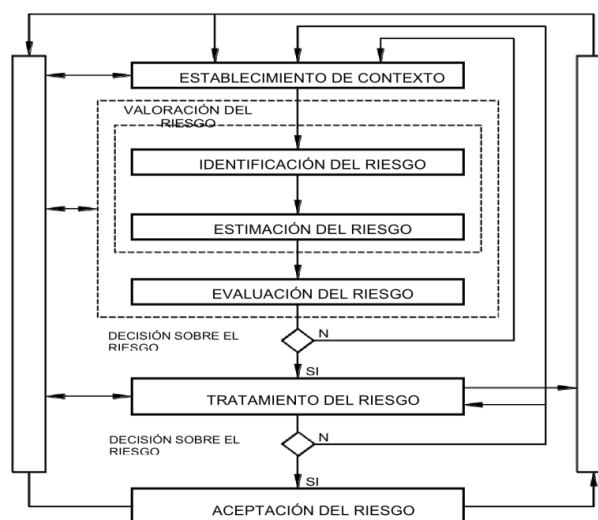 ESTABLECIMIENTO DE CONTEXTO
VALORACIÓN DEL
RIESGO
IDENTIFICACIÓN DEL RIESGO
ESTIMACIÓN DEL RIESGO
EVALUACIÓN DEL RIESGO
DECISIÓN SOBRE EL
RIESGO
N
SI
TRATAMIENTO DEL RIESGO
DECISIÓN SOBRE EL
RIESGO
N
SI
ACEPTACIÓN DEL RIESGO